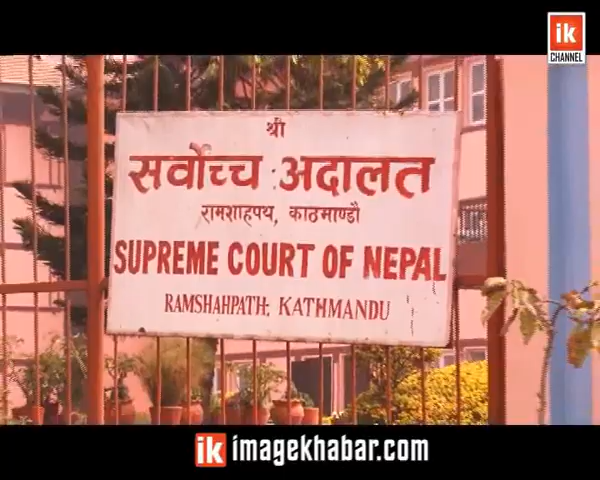 ik
CHANNEL
श्री
सर्वोच्च अदालत
रामशाहपथ, काठमाण्डौ
SUPREME COURT OF NEPAL
RAMSHAHPATH, KATHMANDU
ik imagekhabar.com